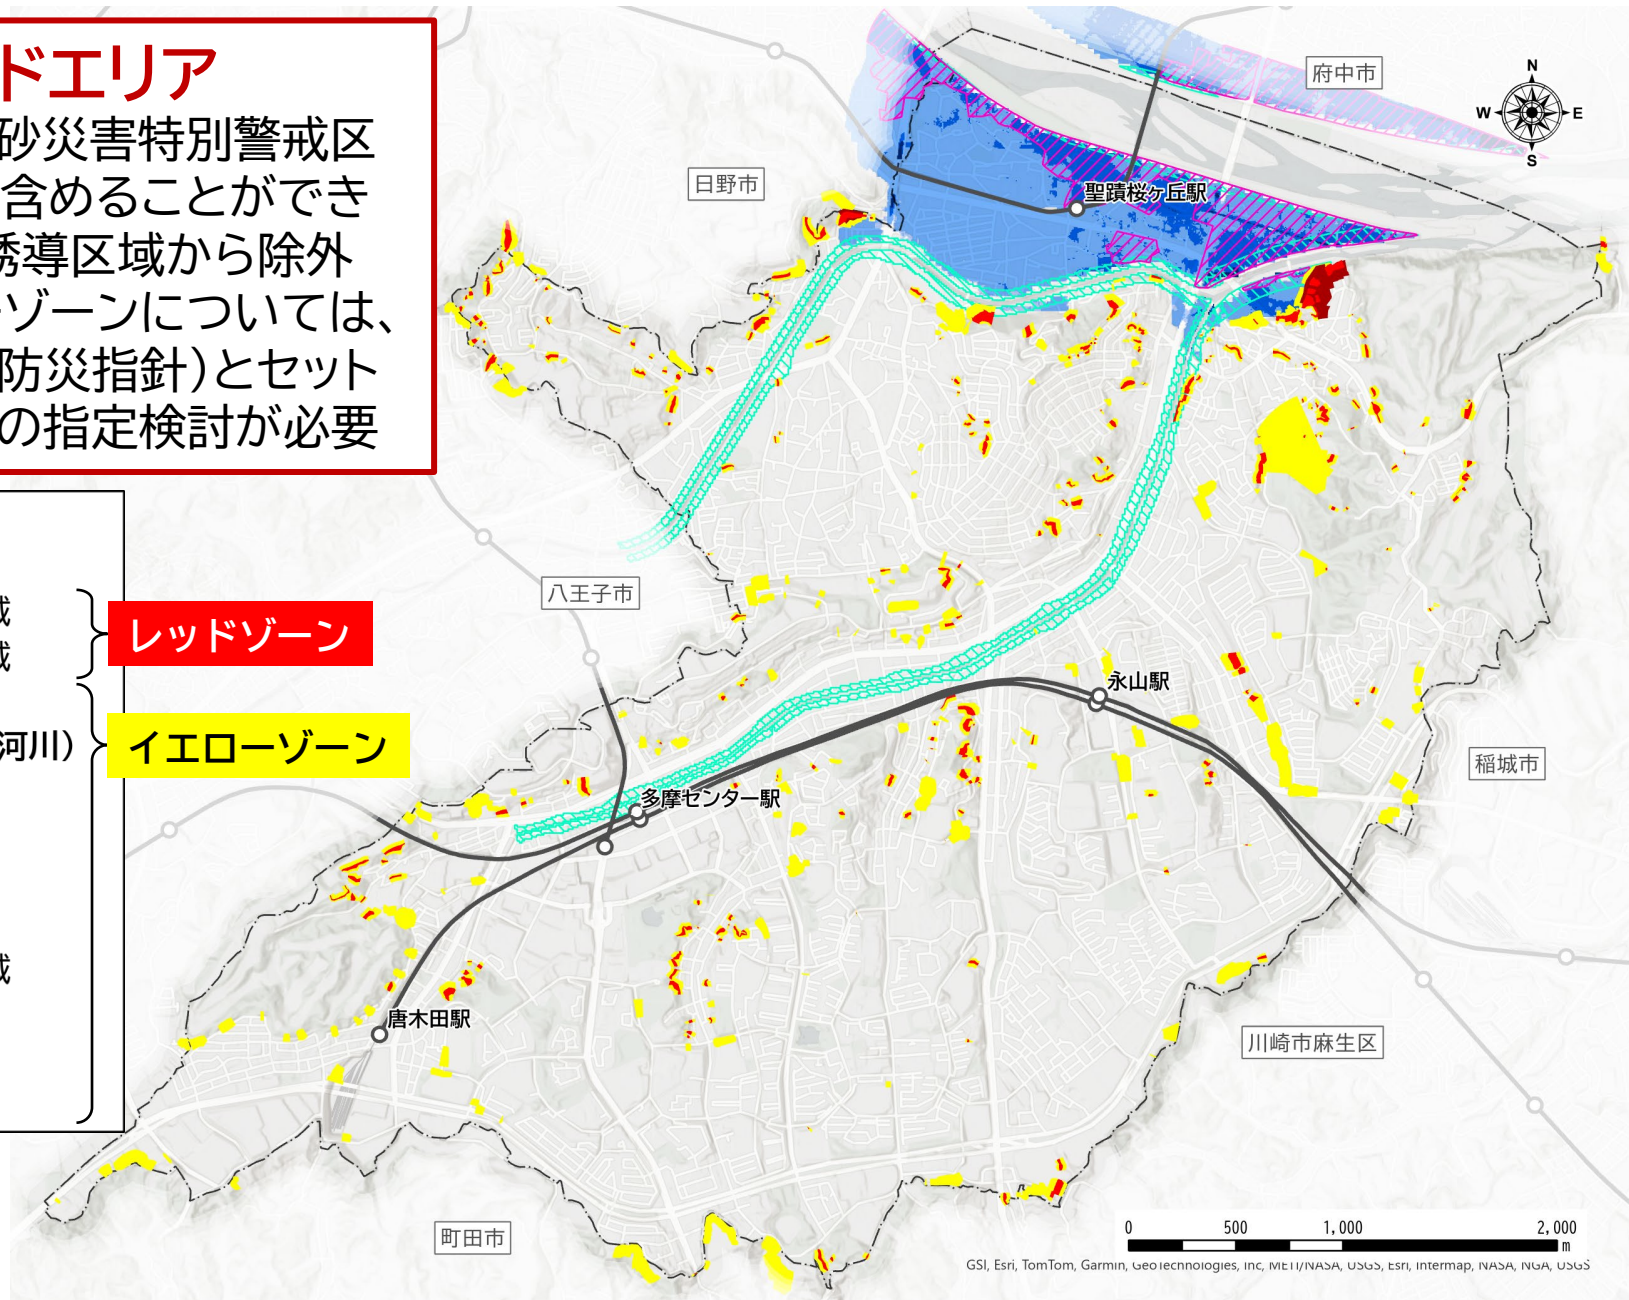 ドエリア
砂災害特別警戒区
含めることができ
誘導区域から除外
ーゾーンについては、
防災指針）とセット
の指定検討が必要
域
域
レッドゾーン
河川）
イエローゾーン
域
府中市
N
W E
S
日野市
聖蹟桜ヶ丘駅
八王子市
永山駅
稲城市
多摩センター駅
唐木田駅
川崎市麻生区
町田市
0 500 1,000 2,000
m
GSI, Esri, TomTom, Garmin, GeoTechnologies, Inc, METI/NASA, USGS, Esri, Intermap, NASA, NGA, USGS